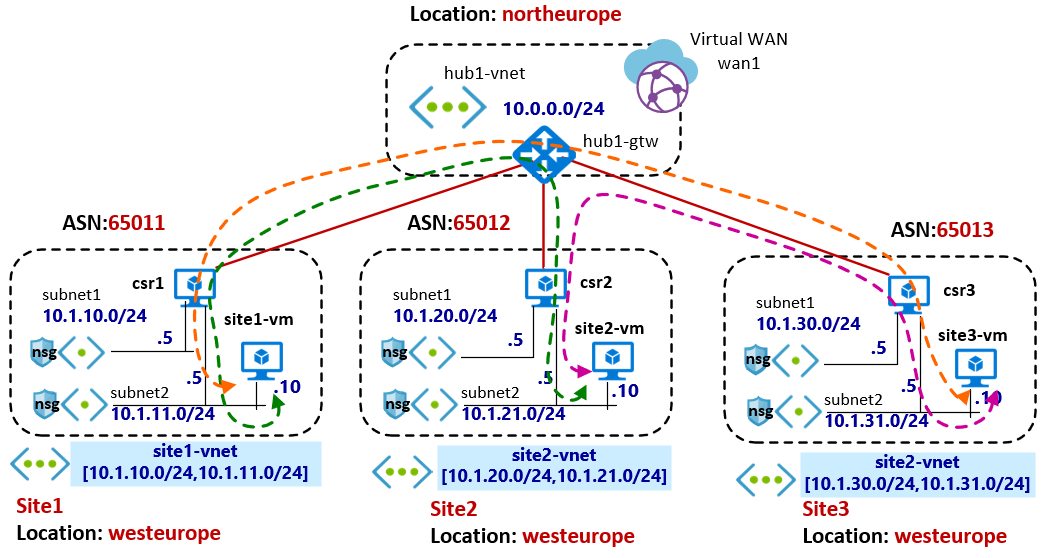 Location: northeurope
Virtual WAN
wan1
hub1-vnet
10.0.0.0/24
hub1-gtw
ASN:65011
csr1
subnet1
10.1.10.0/24
.5
site1-vm
nsg
.5
.10
subnet2
nsg
10.1.11.0/24
site1-vnet
[10.1.10.0/24,10.1.11.0/24]
Site1
Location: westeurope
ASN:65012
csr2
subnet1
10.1.20.0/24
.5
site2-vm
nsg
.5
.10
subnet2
nsg
10.1.21.0/24
site2-vnet
[10.1.20.0/24,10.1.21.0/24]
Site2
Location: westeurope
ASN:65013
csr3
subnet1
10.1.30.0/24
.5
site3-vm
nsg
.5
.10
subnet2
nsg
10.1.31.0/24
site2-vnet
[10.1.30.0/24,10.1.31.0/24]
Site3
Location: westeurope